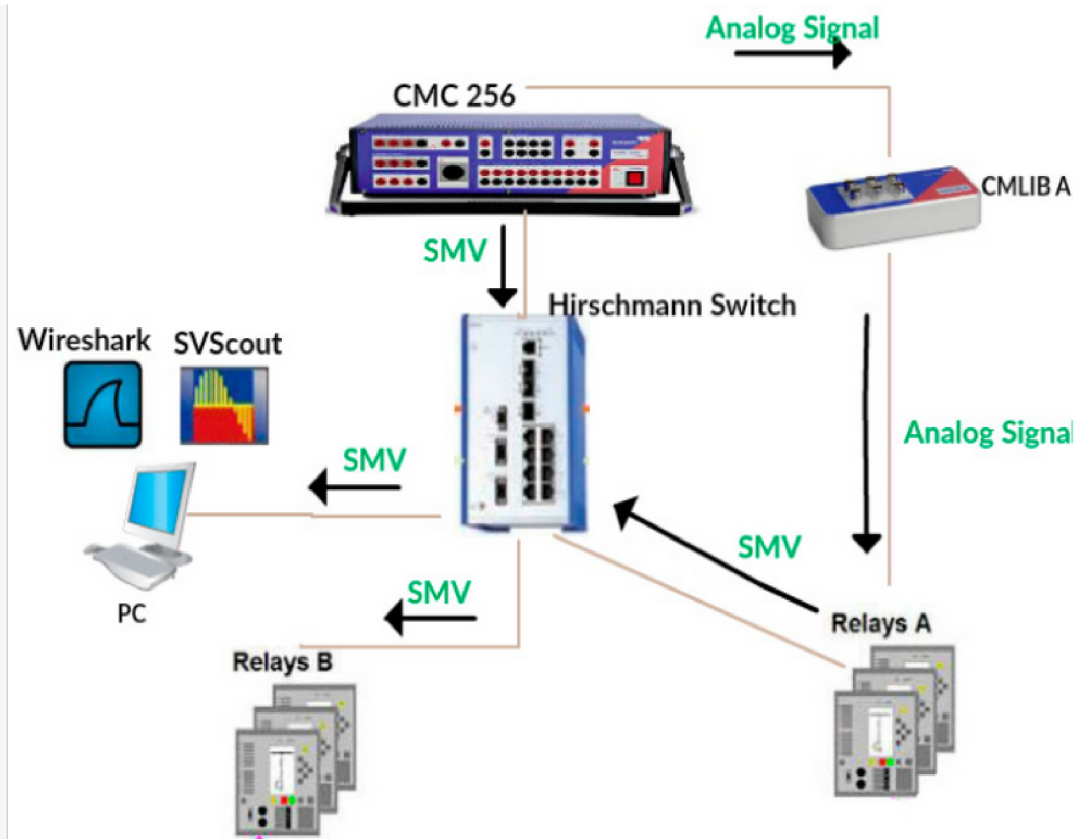 Analog Signal
CMC 256
CMLIB A
SMV
Hirschmann Switch
Wireshark SVScout
Analog Signal
SMV
SMV
PC
SMV
Relays A
Relays B